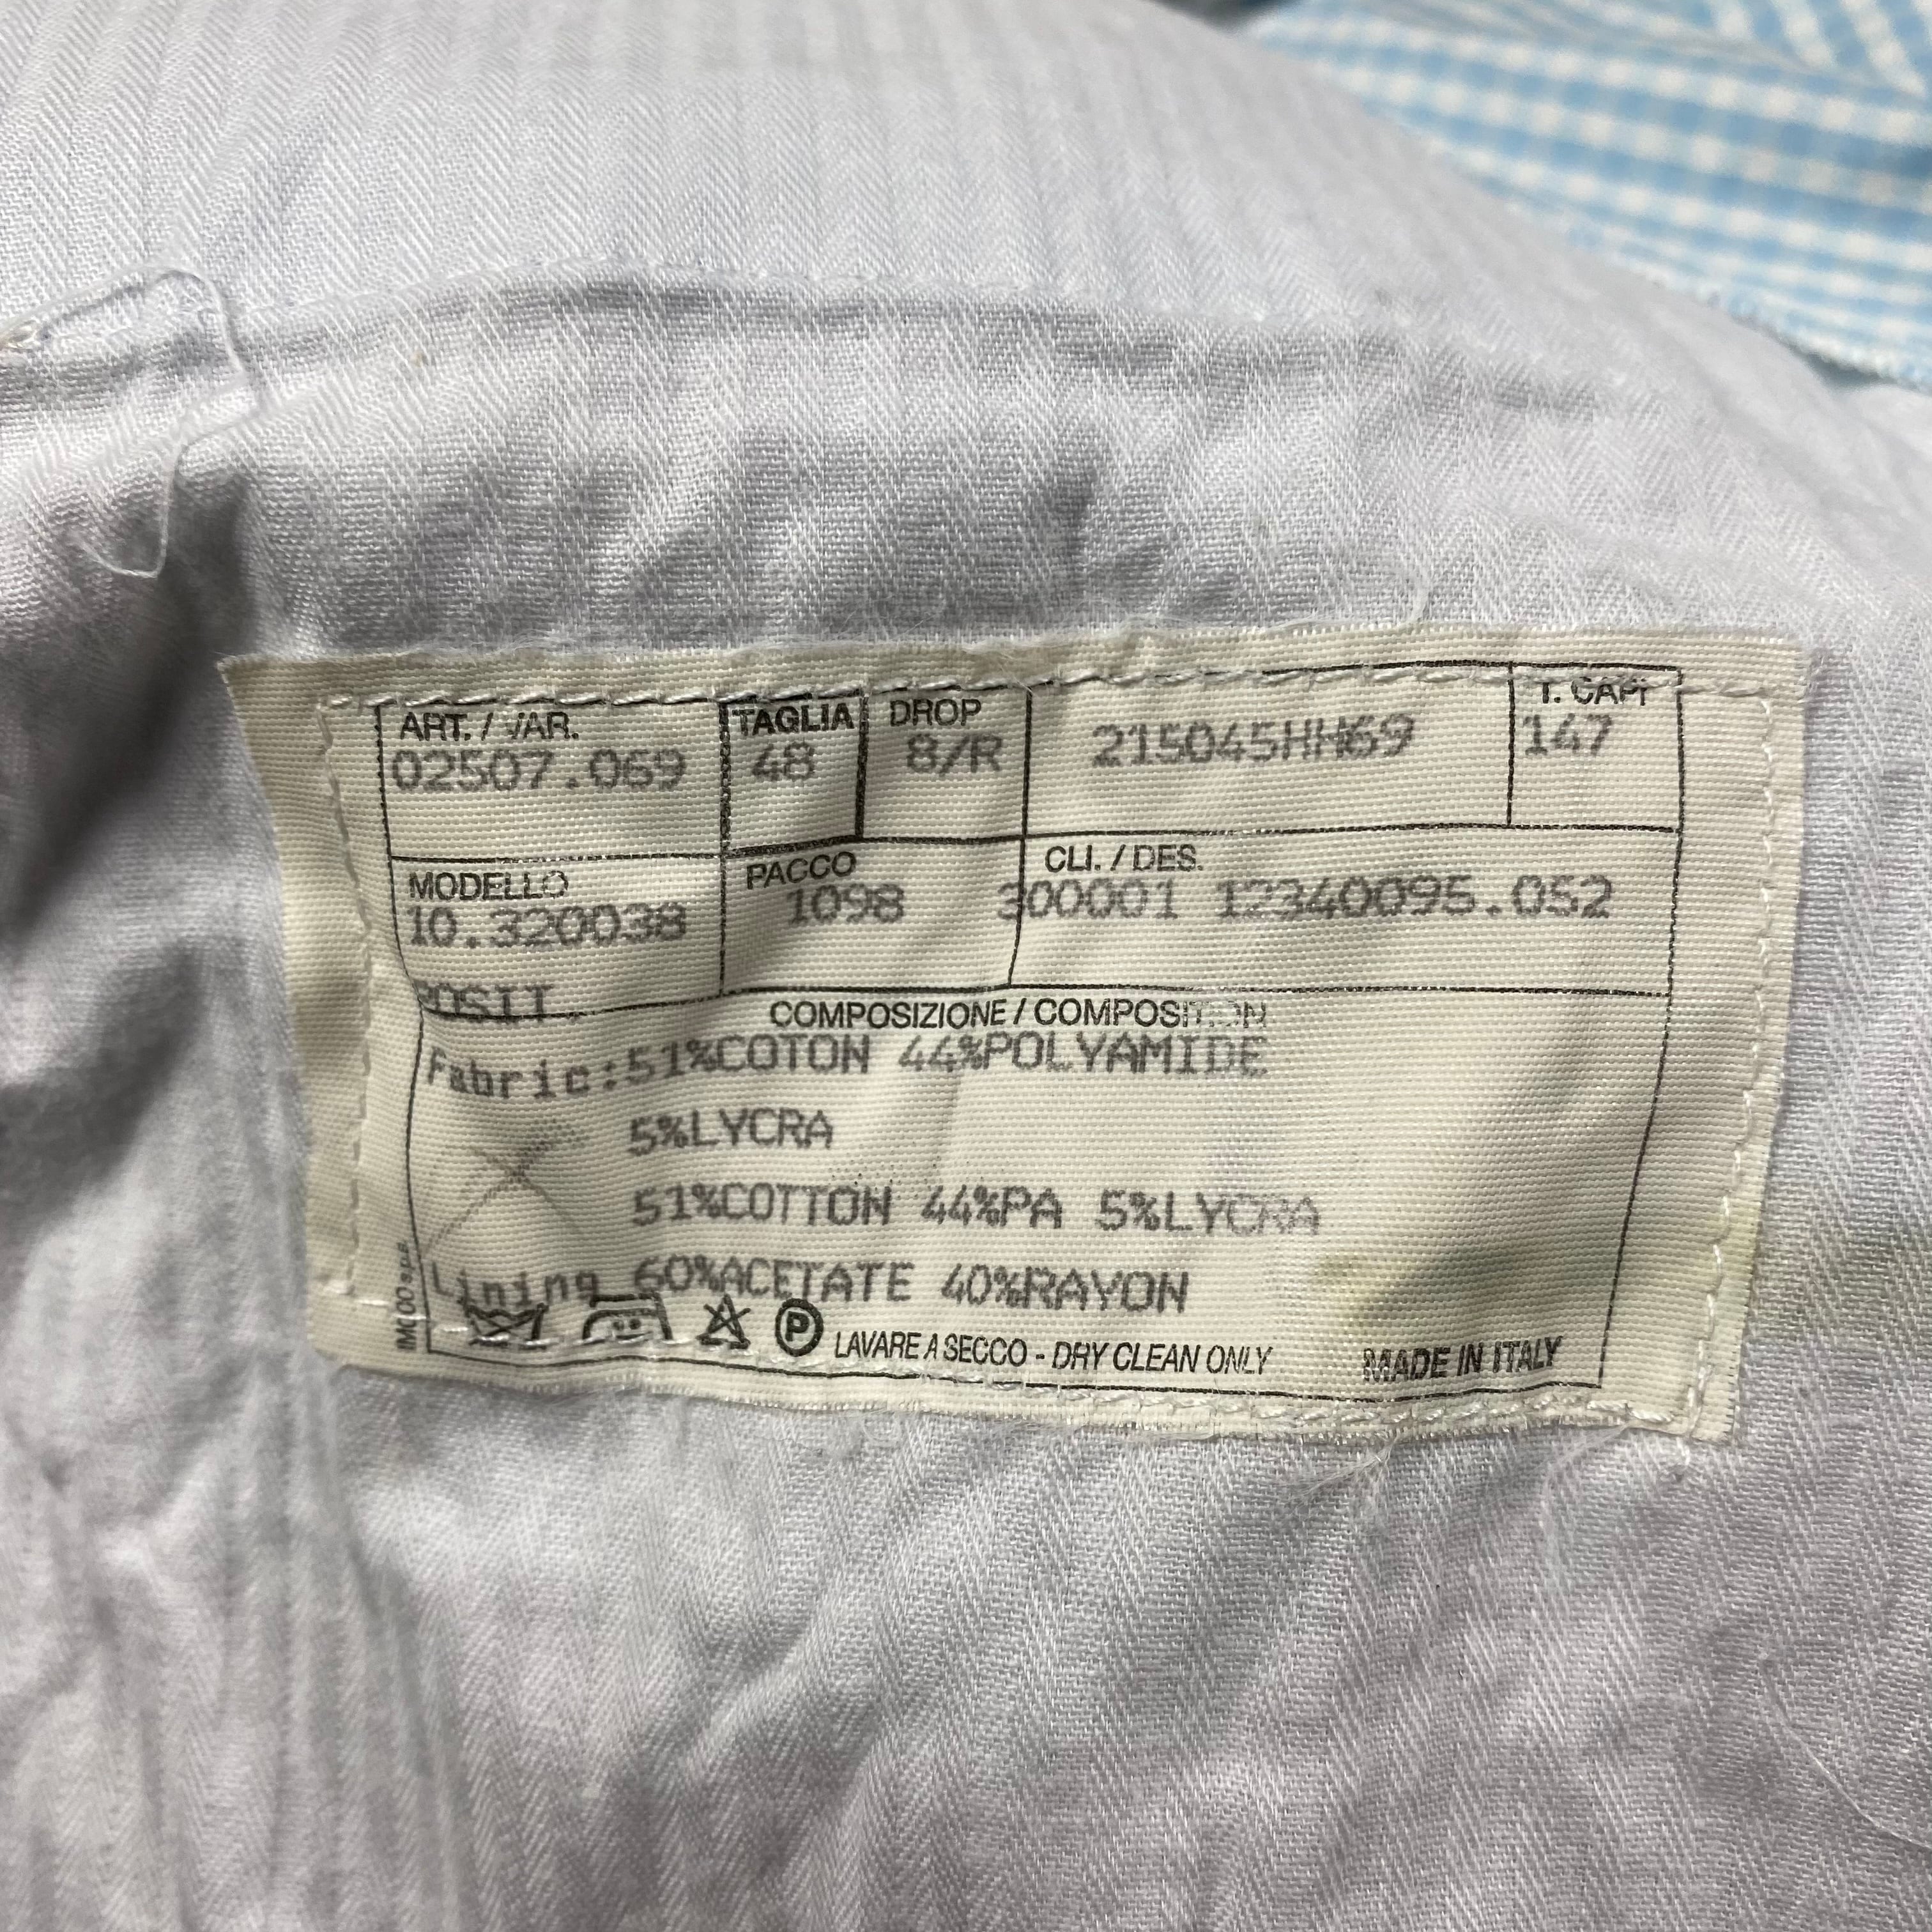 ART. / VAR. TAGLIA DROP T. CAPI
02507.069 48 8/R 215045HH69 147
MODELLO PACCO CLI. / DES.
10.320038 1098 300001 12340095.052
POSIT.
COMPOSIZIONE / COMPOSITION
Fabric:51%COTON 44%POLYAMIDE
5%LYCRA
51%COTTON 44%PA 5%LYCRA
Lining 60%ACETATE 40%RAYON
P LAVARE A SECCO - DRY CLEAN ONLY MADE IN ITALY